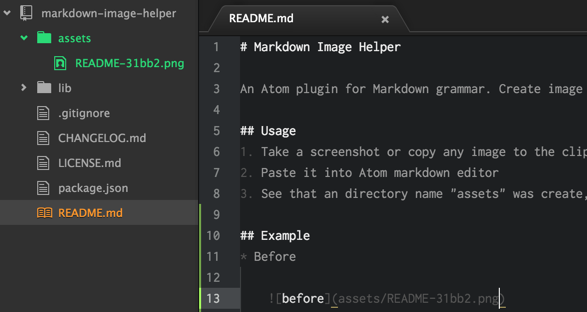 markdown-image-helper
assets
README-31bb2.png
lib
.gitignore
CHANGELOG.md
LICENSE.md
package.json
README.md
README.md ×
1 # Markdown Image Helper
2
3 An Atom plugin for Markdown grammar. Create image
4
5 ## Usage
6 1. Take a screenshot or copy any image to the clip
7 2. Paste it into Atom markdown editor
8 3. See that an directory name "assets" was create,
9
10 ## Example
11 * Before
12
13 ![before](assets/README-31bb2.png)